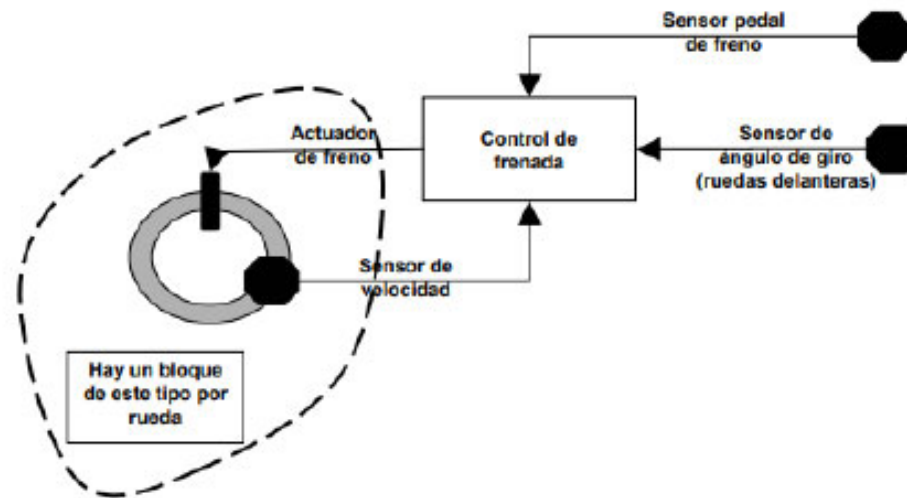 Sensor pedal
de freno
Actuador
de freno
Control de
frenada
Sensor de
ángulo de giro
(ruedas delanteras)
Sensor de
velocidad
Hay un bloque
de este tipo por
rueda